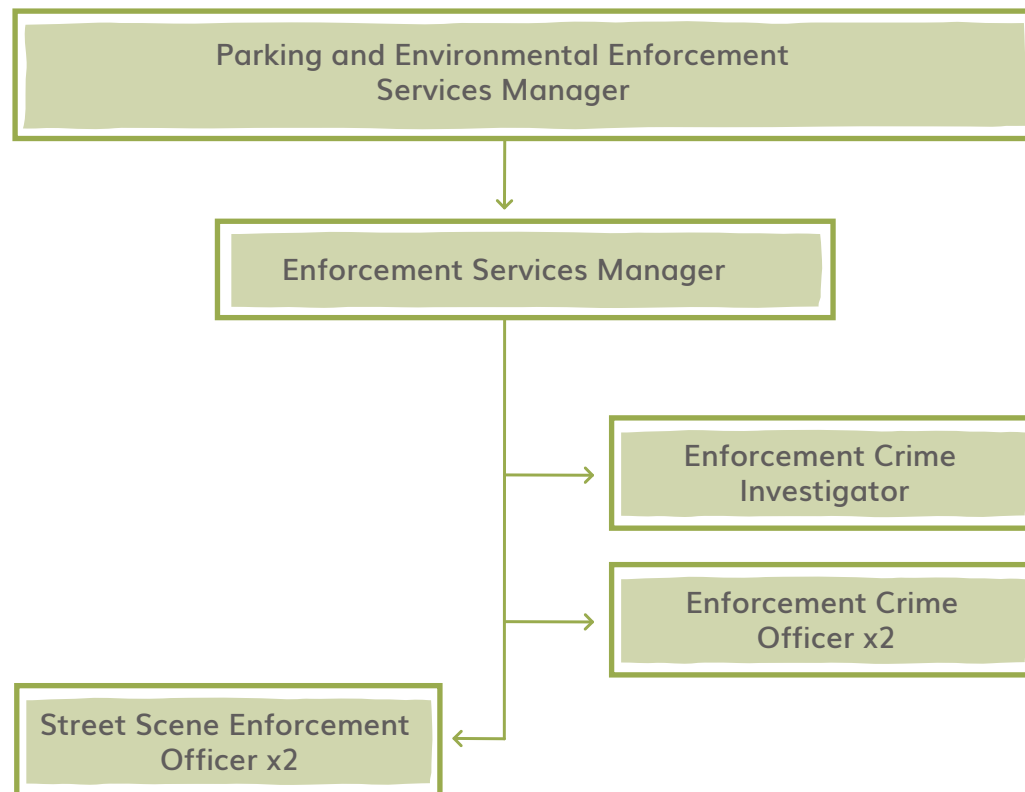 Parking and Environmental Enforcement
Services Manager
Enforcement Services Manager
Enforcement Crime
Investigator
Enforcement Crime
Officer x2
Street Scene Enforcement
Officer x2